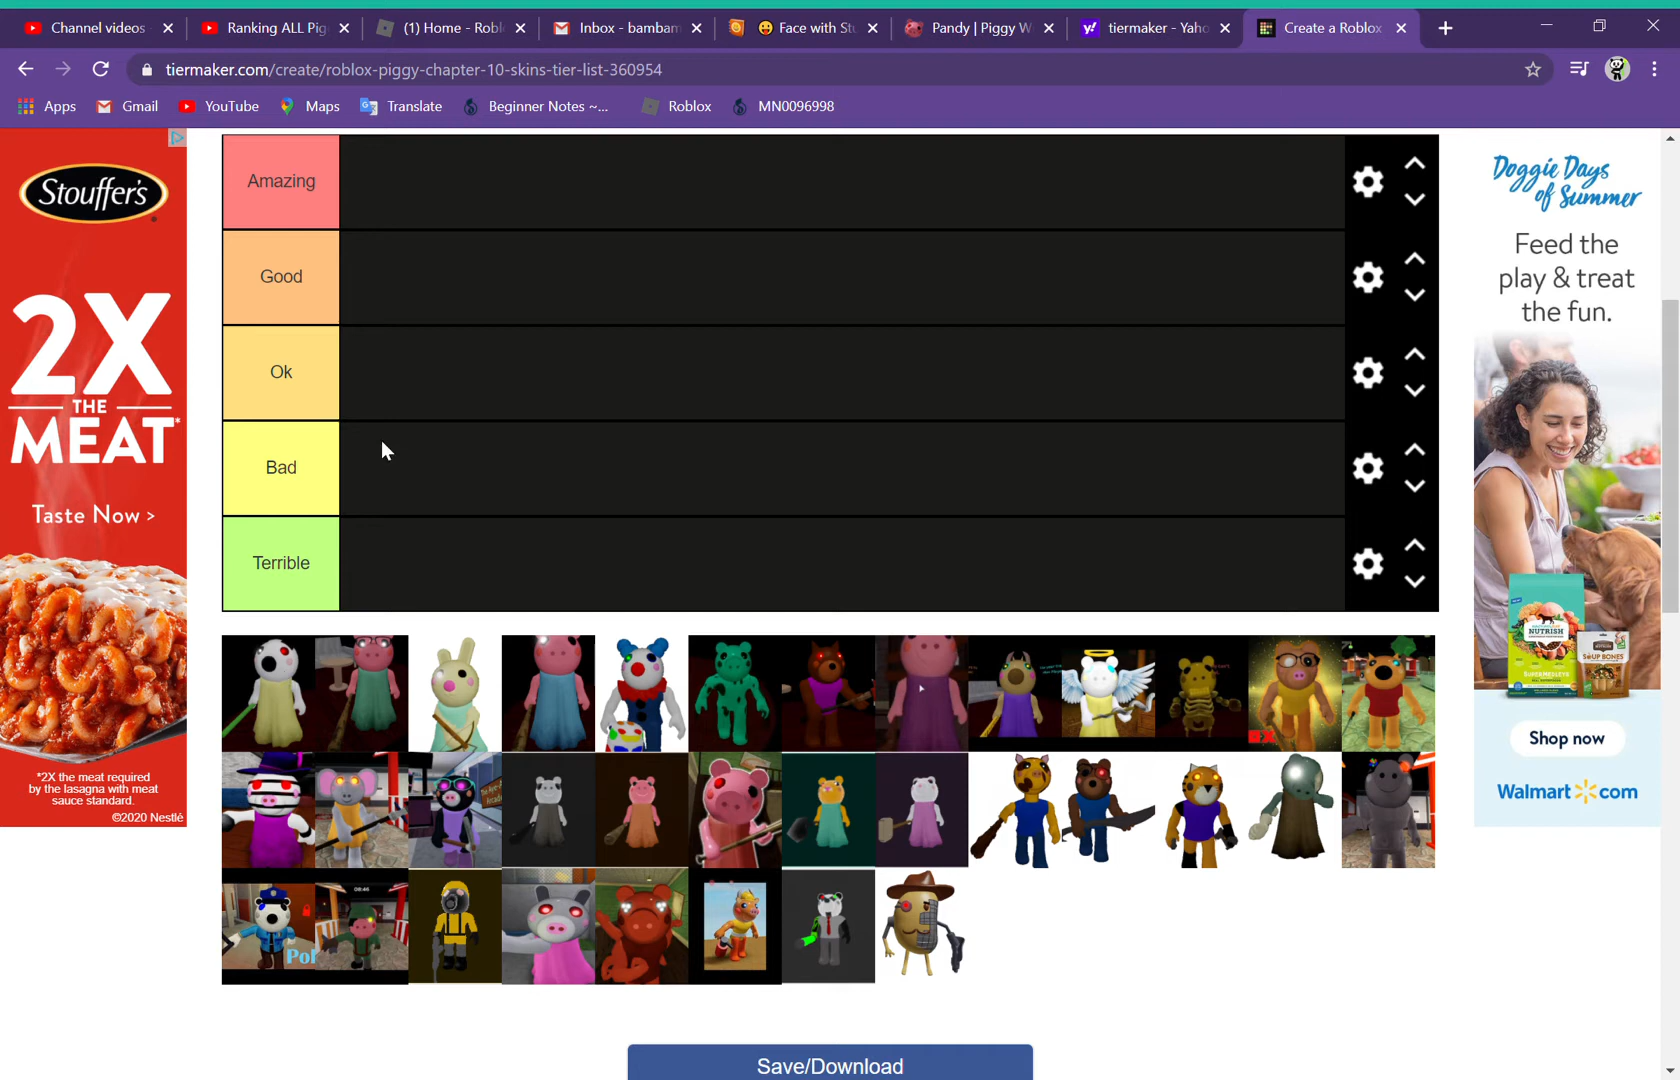 Channel videos -
Ranking ALL Pig
(1) Home - Robl
Inbox - bambam
Face with St
Pandy | Piggy W
tiermaker - Yaho
Create a Roblox
tiermaker.com/create/roblox-piggy-chapter-10-skins-tier-list-360954
Apps
Gmail
YouTube
Maps
Translate
Beginner Notes ~...
Roblox
MN0096998
STOUFFER'S
2X
THE
MEAT*
Taste Now >
*2X the meat required
by the lasagna with meat
sauce standard.
©2020 Nestlé
Amazing
Good
Ok
Bad
Terrible
08:46
Pol
Save/Download
Doggie Days
of Summer
Feed the
play & treat
the fun.
NUTRISH
SOUP BONES
Shop now
Walmart.com